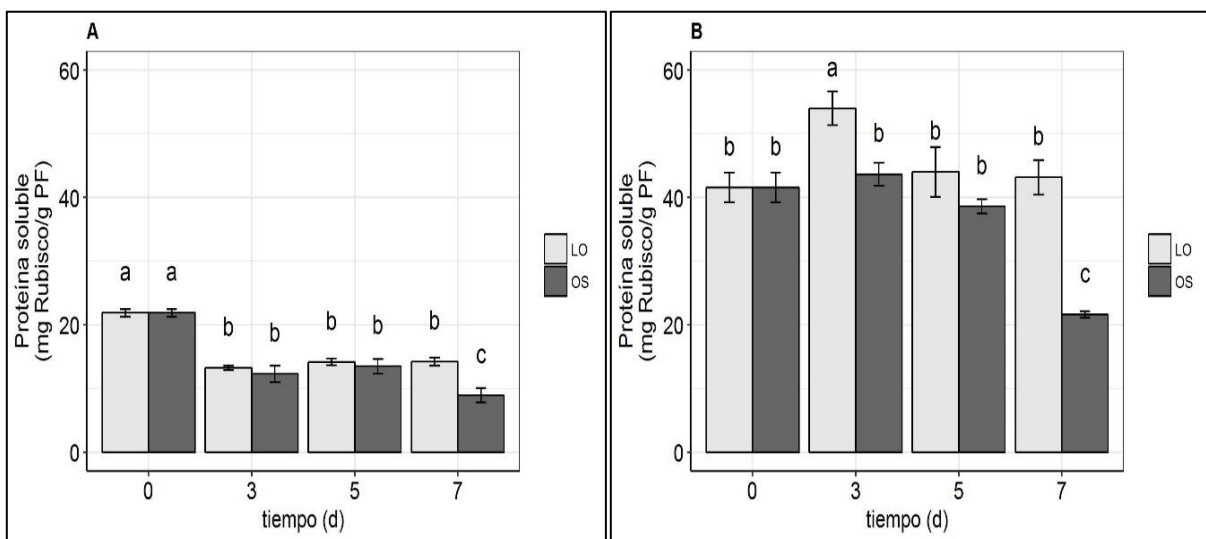 A
Proteína soluble
(mg Rubisco/g PF)
60
40
20
0
a a b b b b b c
0 3 5 7
tiempo (d)
LO
OS
B
Proteína soluble
(mg Rubisco/g PF)
60
40
20
0
b b a b b b b c
0 3 5 7
tiempo (d)
LO
OS